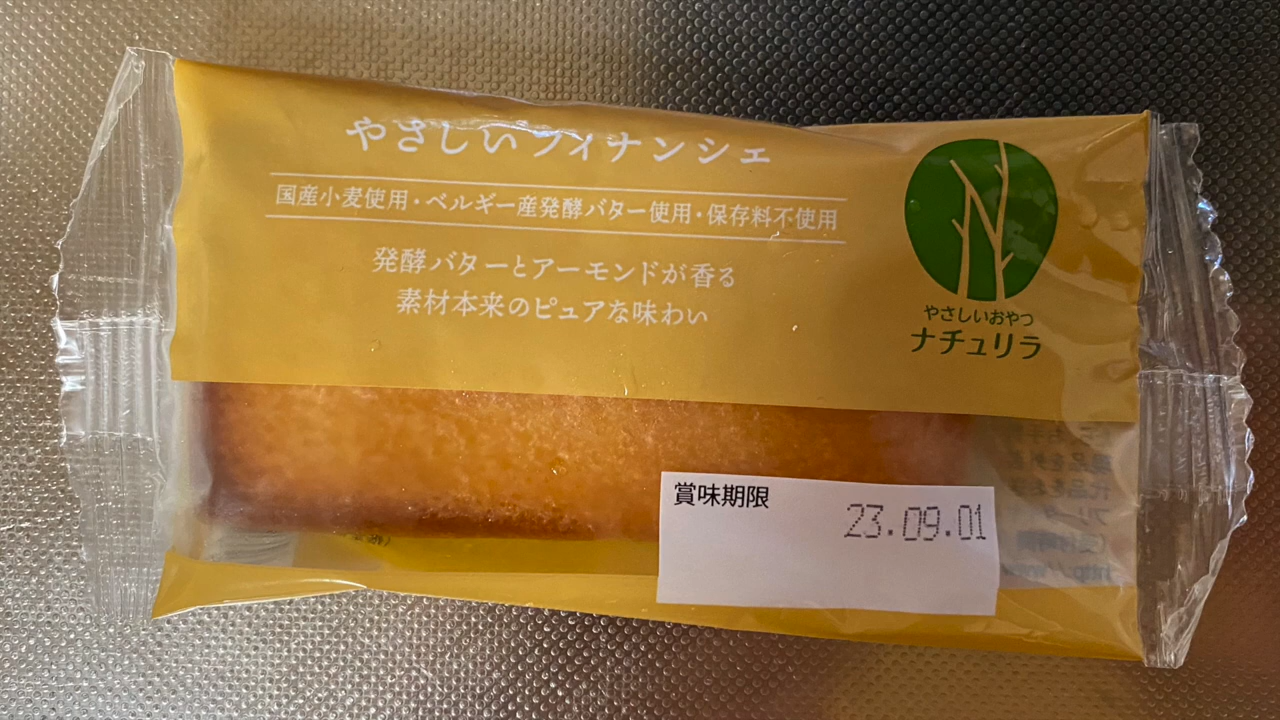 やさしいフィナンシェ
国産小麦使用・ベルギー産発酵バター使用・保存料不使用
発酵バターとアーモンドが香る
素材本来のピュアな味わい
やさしいおやつ
ナチュリラ
賞味期限
23.09.01